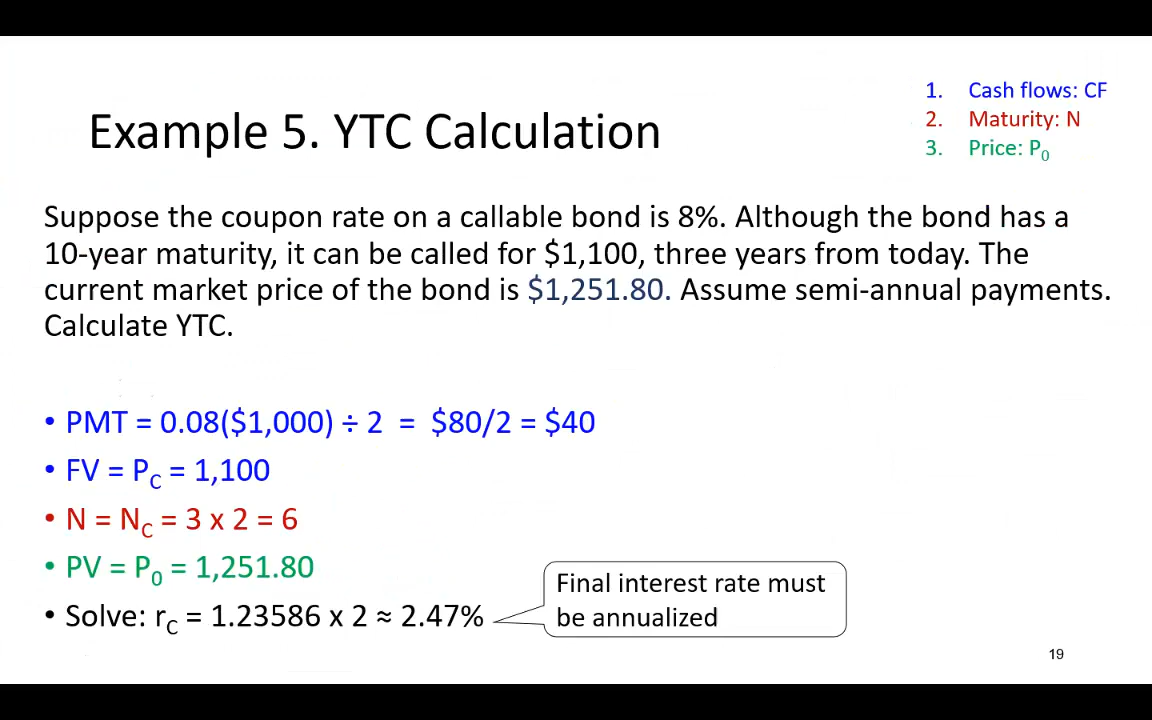 Example 5. YTC Calculation
1. Cash flows: CF
2. Maturity: N
3. Price: P0
Suppose the coupon rate on a callable bond is 8%. Although the bond has a
10-year maturity, it can be called for $1,100, three years from today. The
current market price of the bond is $1,251.80. Assume semi-annual payments.
Calculate YTC.
• PMT = 0.08($1,000) ÷ 2 = $80/2 = $40
• FV = PC = 1,100
• N = NC = 3 x 2 = 6
• PV = P0 = 1,251.80
• Solve: rC = 1.23586 x 2 ≈ 2.47%
Final interest rate must
be annualized
19